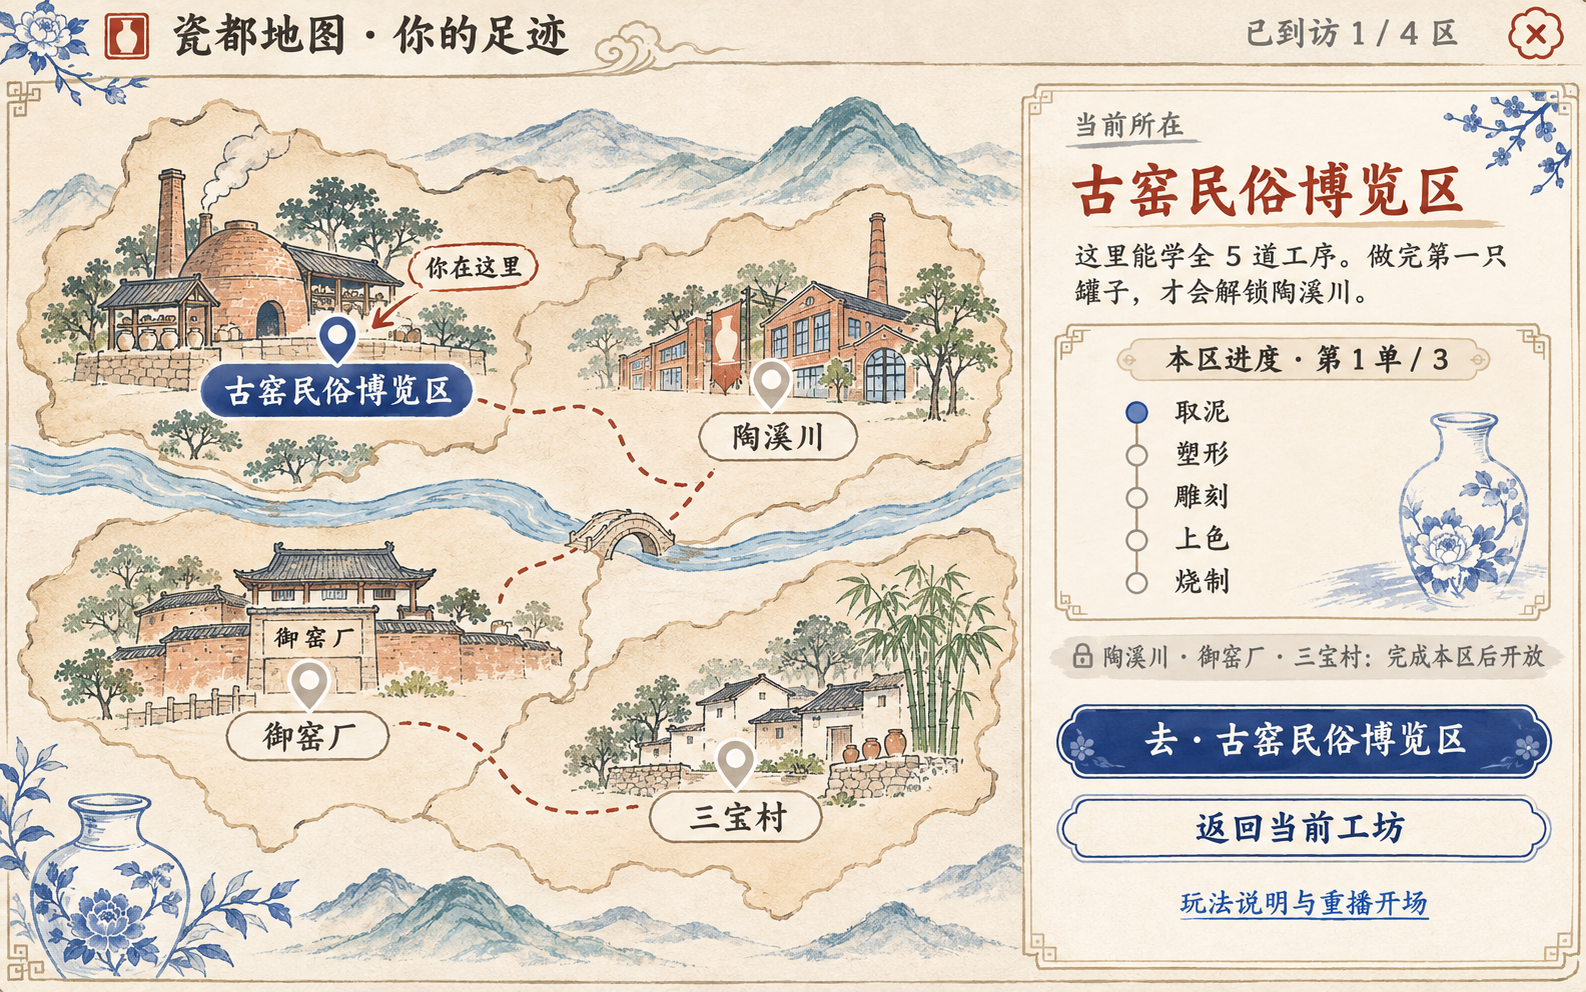 瓷都地图·你的足迹
已到访 1 / 4 区
你在这里
古窑民俗博览区
陶溪川
御窑厂
御窑厂
三宝村
当前所在
古窑民俗博览区
这里能学全 5 道工序。做完第一只
罐子，才会解锁陶溪川。
本区进度·第 1 单 / 3
取泥
塑形
雕刻
上色
烧制
陶溪川·御窑厂·三宝村：完成本区后开放
去·古窑民俗博览区
返回当前工坊
玩法说明与重播开场